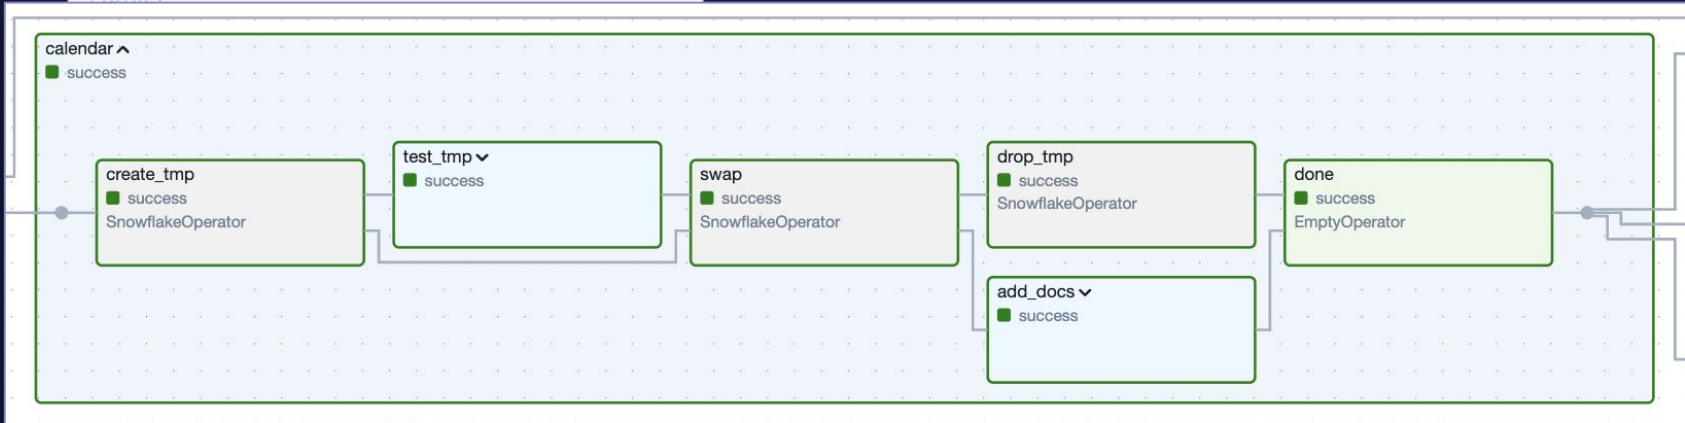 calendar
success
create_tmp
success
SnowflakeOperator
test_tmp
success
swap
success
SnowflakeOperator
drop_tmp
success
SnowflakeOperator
add_docs
success
done
success
EmptyOperator